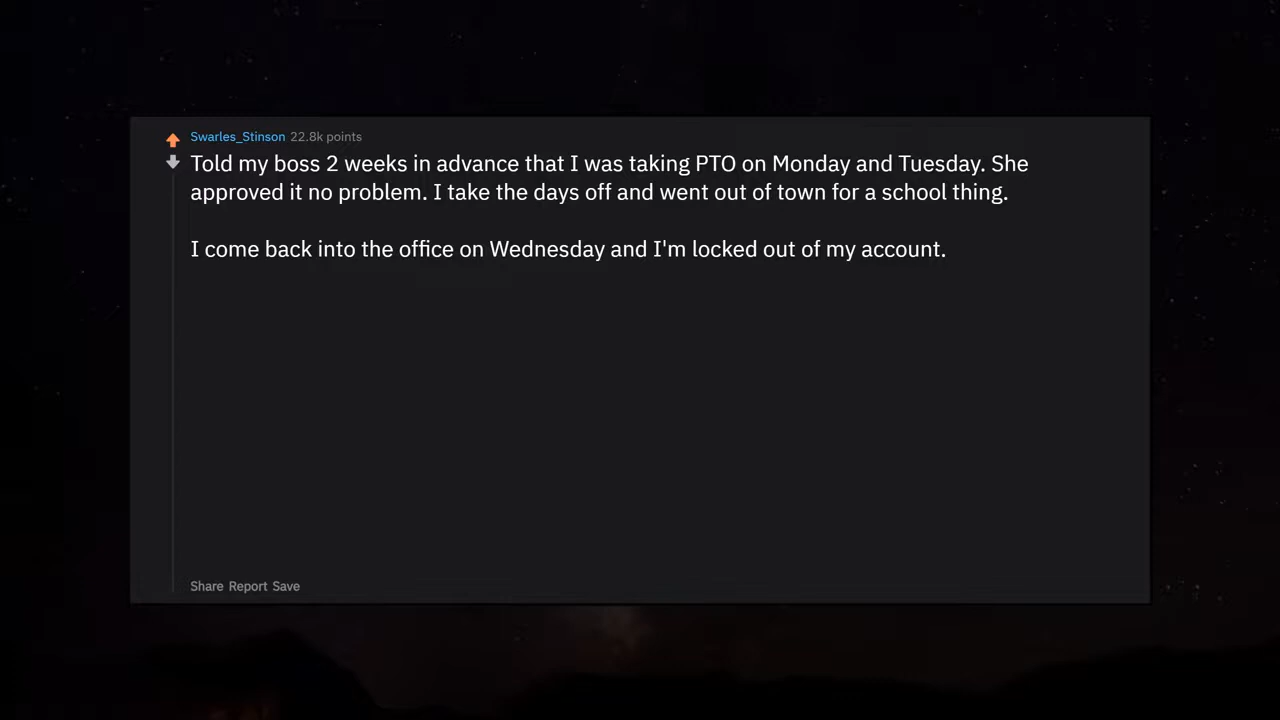 Swarles_Stinson 22.8k points
Told my boss 2 weeks in advance that I was taking PTO on Monday and Tuesday. She
approved it no problem. I take the days off and went out of town for a school thing.
I come back into the office on Wednesday and I'm locked out of my account.
Share Report Save